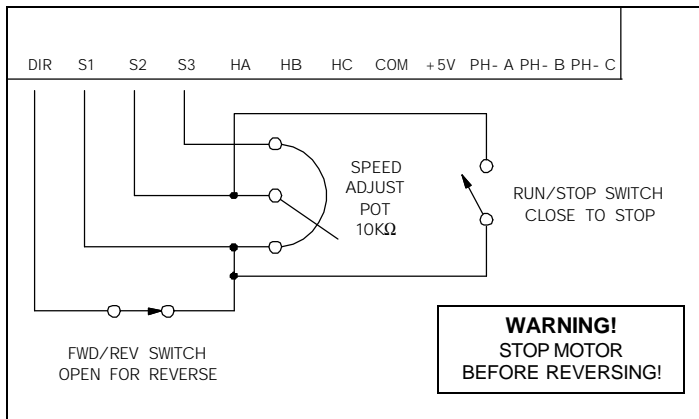 DIR S1 S2 S3 HA HB HC COM +5V PH- A PH- B PH- C
SPEED
ADJUST
POT
10KΩ
RUN/STOP SWITCH
CLOSE TO STOP
FWD/REV SWITCH
OPEN FOR REVERSE
WARNING!
STOP MOTOR
BEFORE REVERSING!